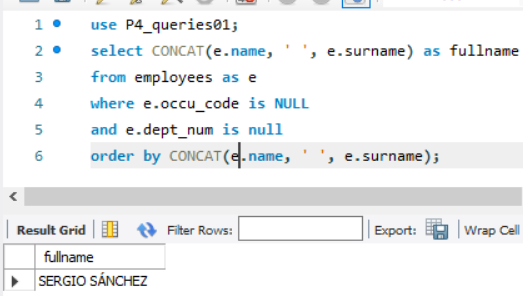 1 use P4_queries01;
2 select CONCAT(e.name, ' ', e.surname) as fullname
3 from employees as e
4 where e.occu_code is NULL
5 and e.dept_num is null
6 order by CONCAT(e.name, ' ', e.surname);
Result Grid Filter Rows: Export: Wrap Cell
fullname
SERGIO SÁNCHEZ